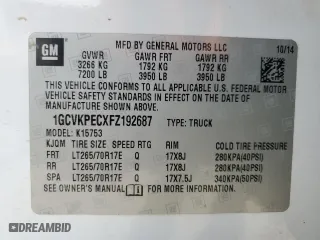 GM
MFD BY GENERAL MOTORS LLC
10/14
GVWR GAWR FRT GAWR RR
3266 KG 1792 KG 1792 KG
7200 LB 3950 LB 3950 LB
THIS VEHICLE CONFORMS TO ALL APPLICABLE U.S. FEDERAL MOTOR
VEHICLE SAFETY STANDARDS IN EFFECT ON THE DATE OF
MANUFACTURE SHOWN ABOVE.
1GCVKPECXFZ192687 TYPE: TRUCK
MODEL: K15753
KJQM TIRE SIZE SPEED RTG RIM COLD TIRE PRESSURE
FRT LT265/70R17E Q 17X8J 280KPA(40PSI)
RR LT265/70R17E Q 17X8J 280KPA(40PSI)
SPA LT265/70R17E Q 17X7.5J 340KPA(50PSI)
SEE OWNER'S MANUAL FOR MORE INFORMATION.
© AUTOBIDMASTER